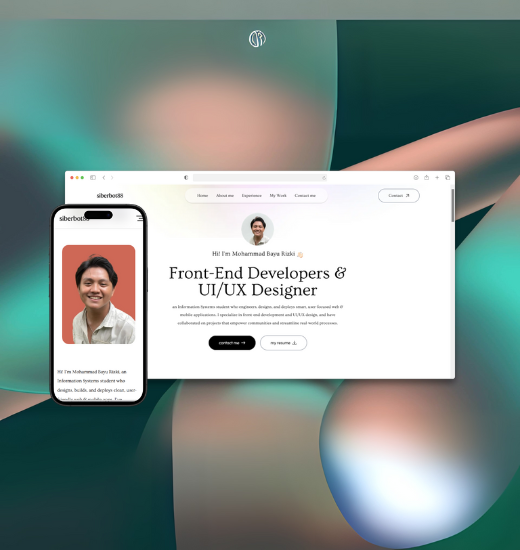 siberbot88
Home About me Experience My Work Contact me
Contact
Hi! I'm Mohammad Bayu Rizki 👋🏻
Front-End Developers &
UI/UX Designer
an Information Systems student who engineers, designs, and deploys clean, user-focused web &
mobile applications. I specialize in front-end development and UI/UX design, and have
collaborated on projects that empower communities and streamline real-world processes.
contact me →
my resume
siberbot88
Hi! I'm Mohammad Bayu Rizki, an
Information Systems student who
designs, builds, and deploys clean, user-